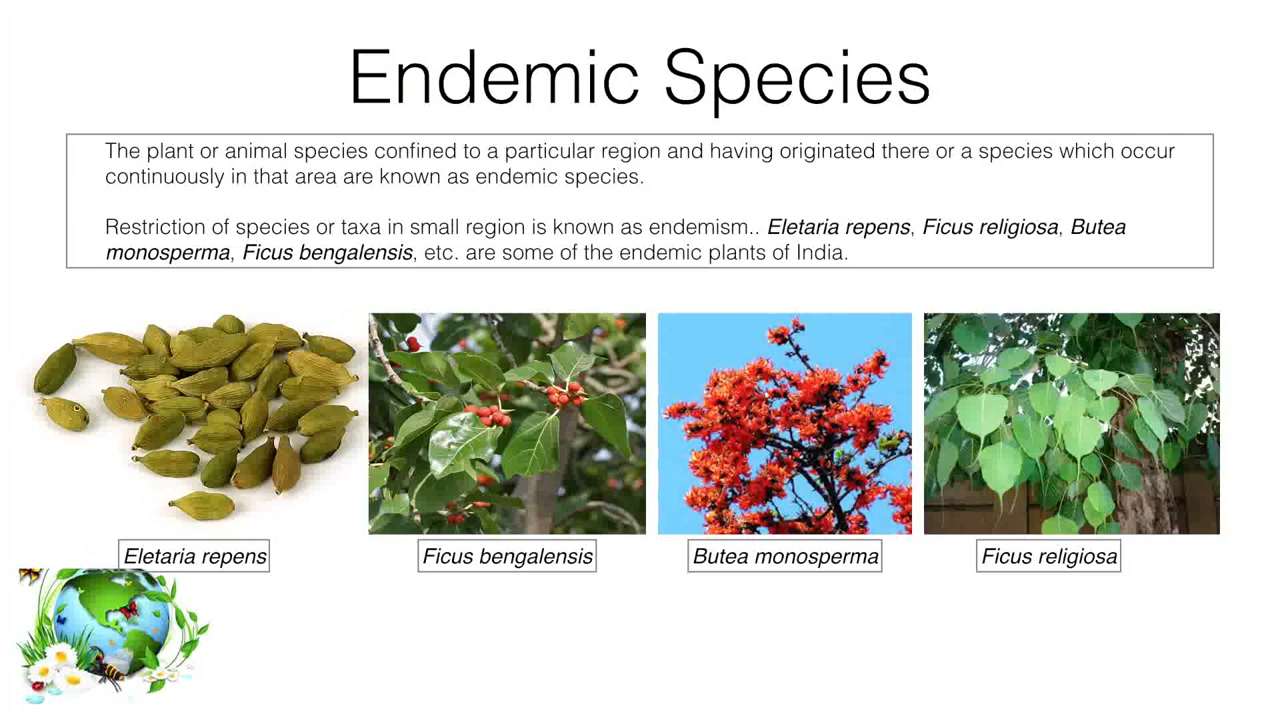 Endemic Species
The plant or animal species confined to a particular region and having originated there or a species which occur
continuously in that area are known as endemic species.
Restriction of species or taxa in small region is known as endemism.. Eletaria repens, Ficus religiosa, Butea
monosperma, Ficus bengalensis, etc. are some of the endemic plants of India.
Eletaria repens
Ficus bengalensis
Butea monosperma
Ficus religiosa